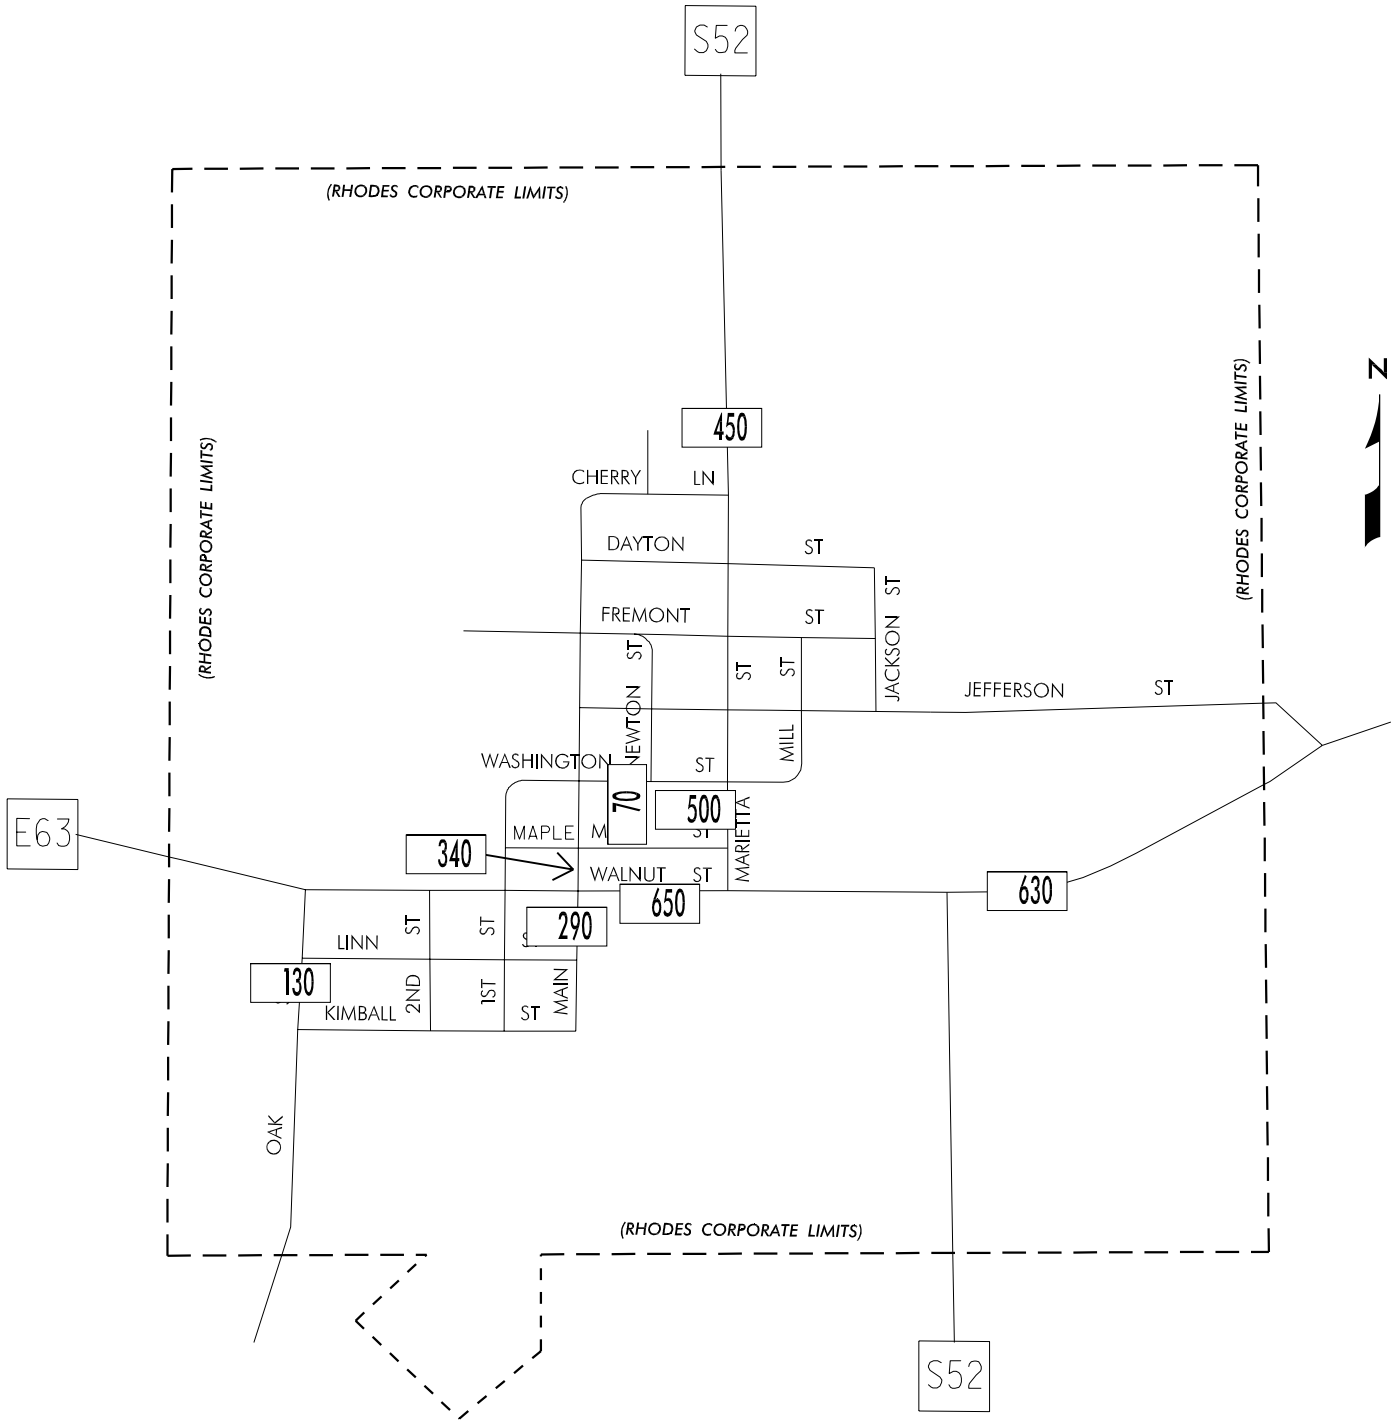 S52
(RHODES CORPORATE LIMITS)
N
(RHODES CORPORATE LIMITS)
(RHODES CORPORATE LIMITS)
450
CHERRY LN
DAYTON ST
JACKSON ST
FREMONT ST
NEWTON ST
MARIETTA ST
MILL ST
JEFFERSON ST
WASHINGTON ST
70
500
E63
MAPLE ST
340
WALNUT ST
650
630
290
LINN
2ND ST
1ST ST
MAIN
130
KIMBALL ST
OAK
(RHODES CORPORATE LIMITS)
S52